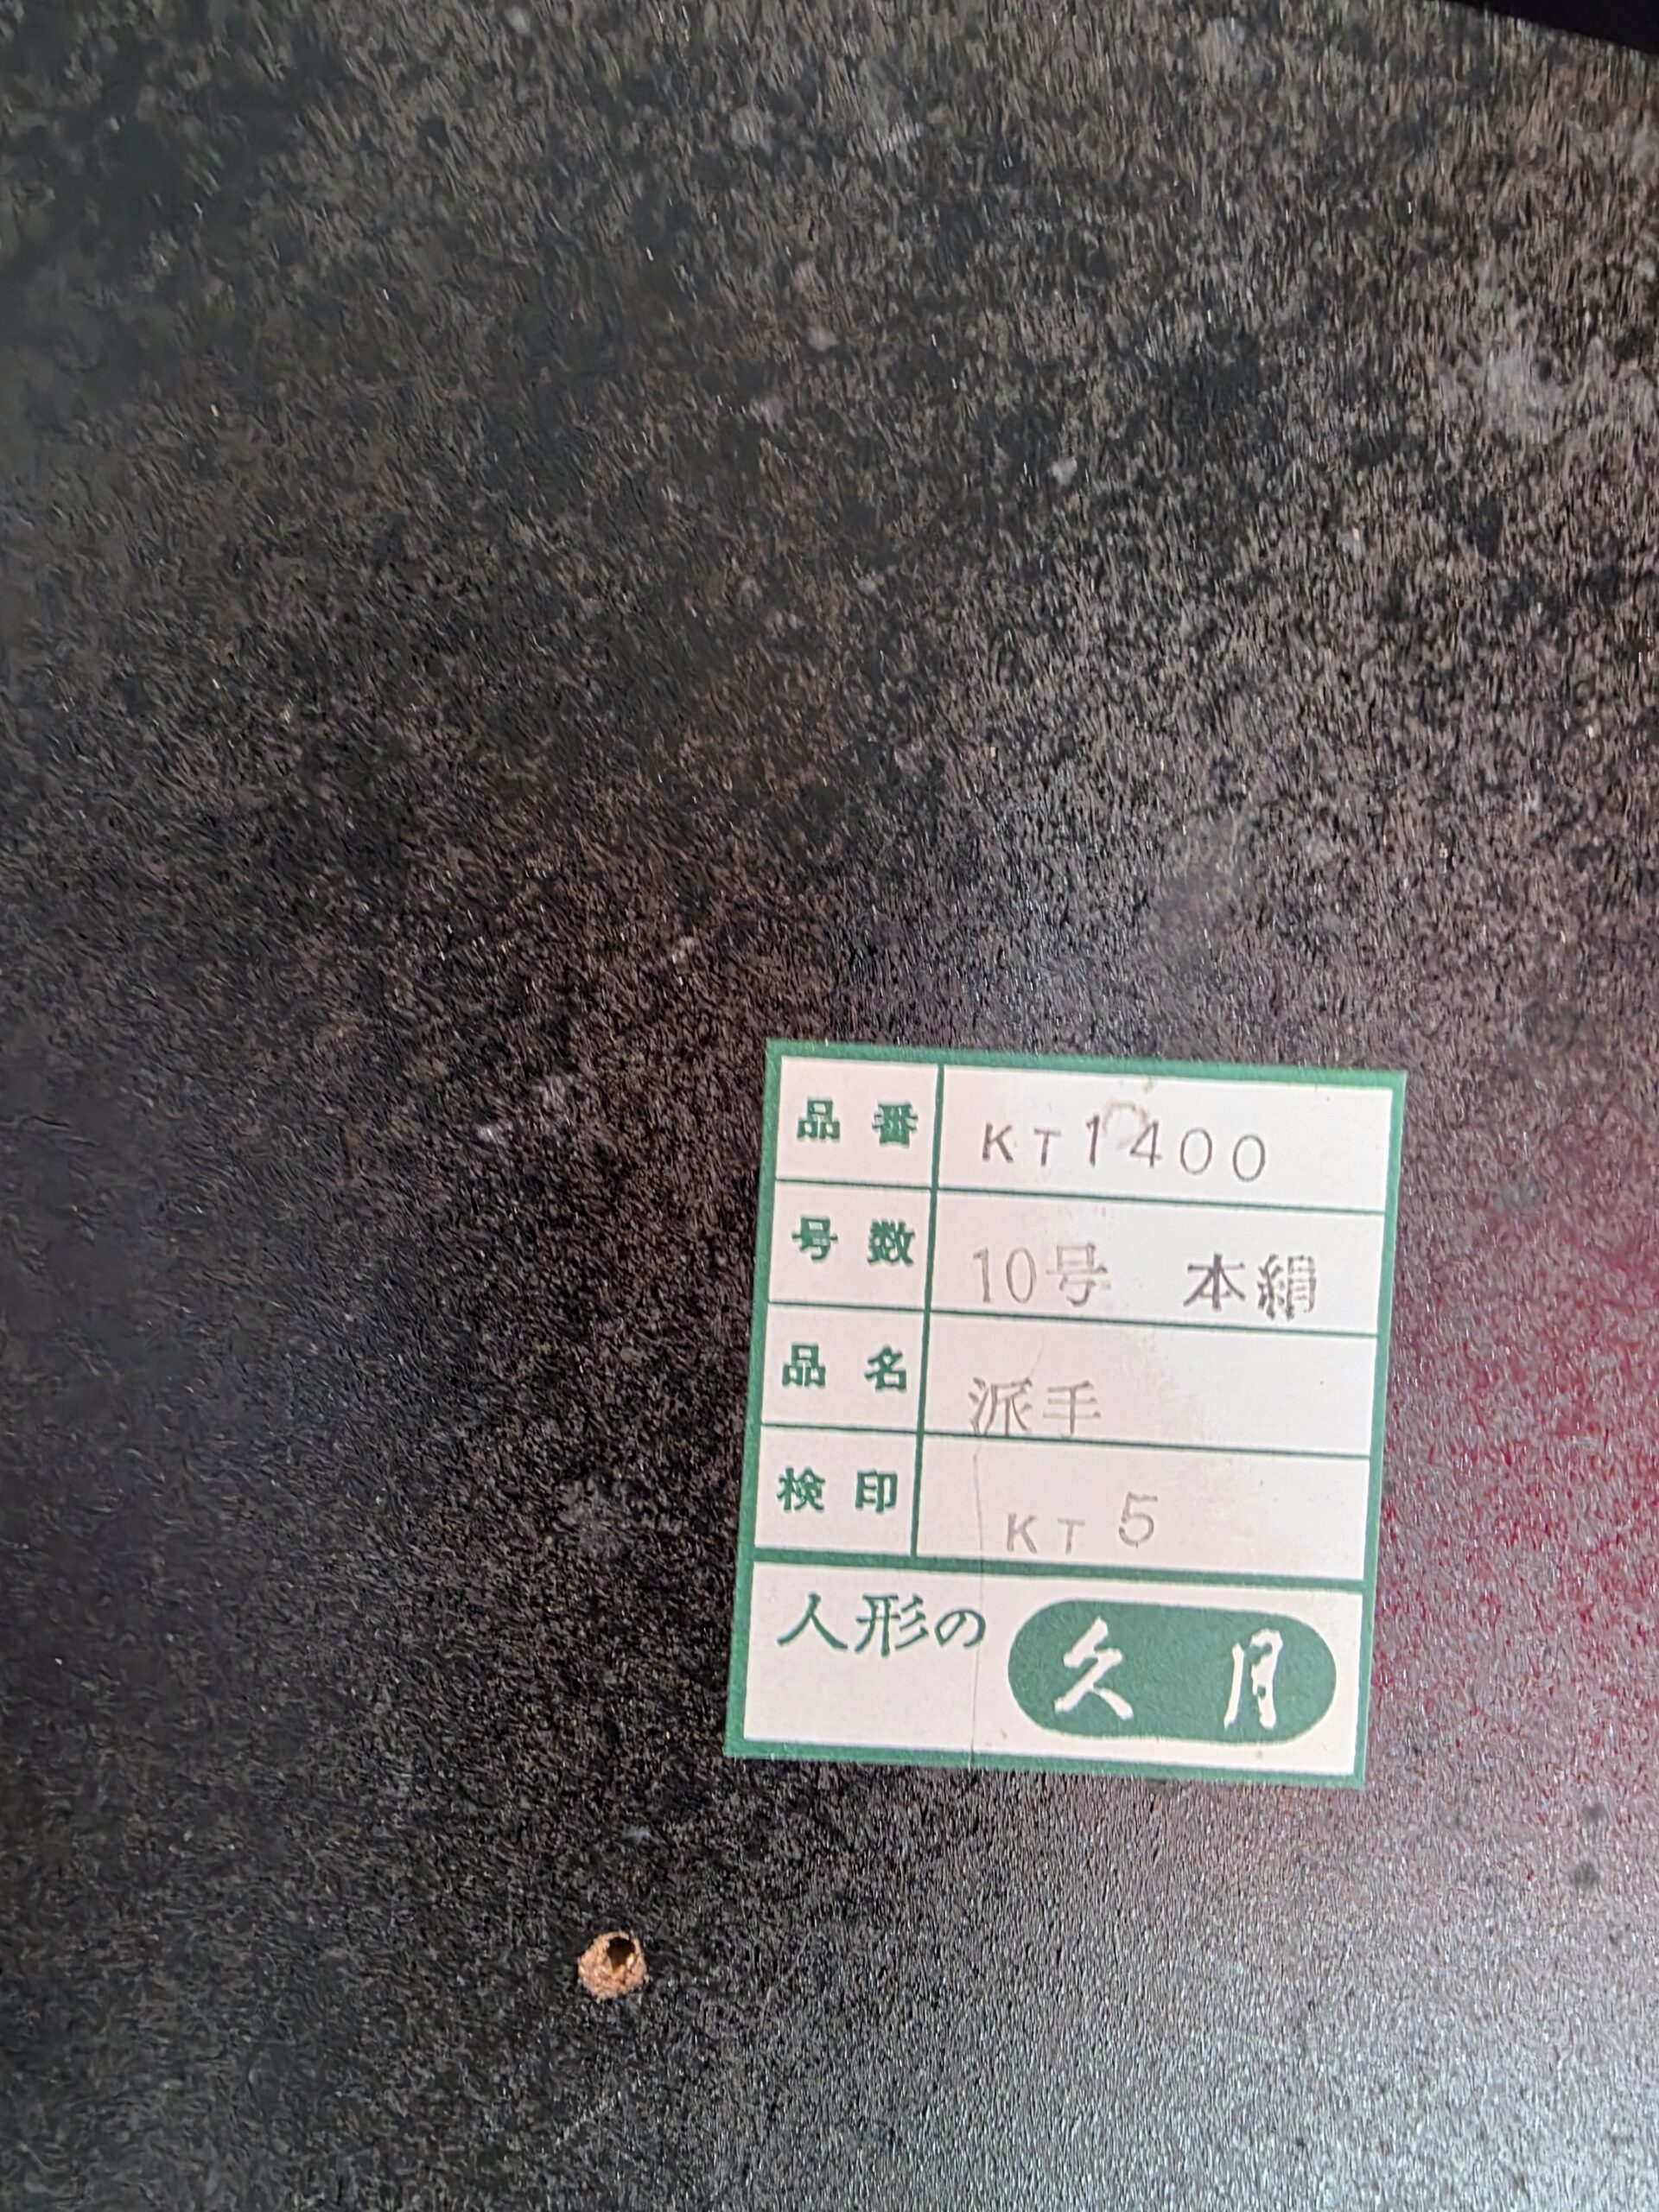 品番 KT1400
号数 10号 本絹
品名 派手
検印 KT5
人形の 久月